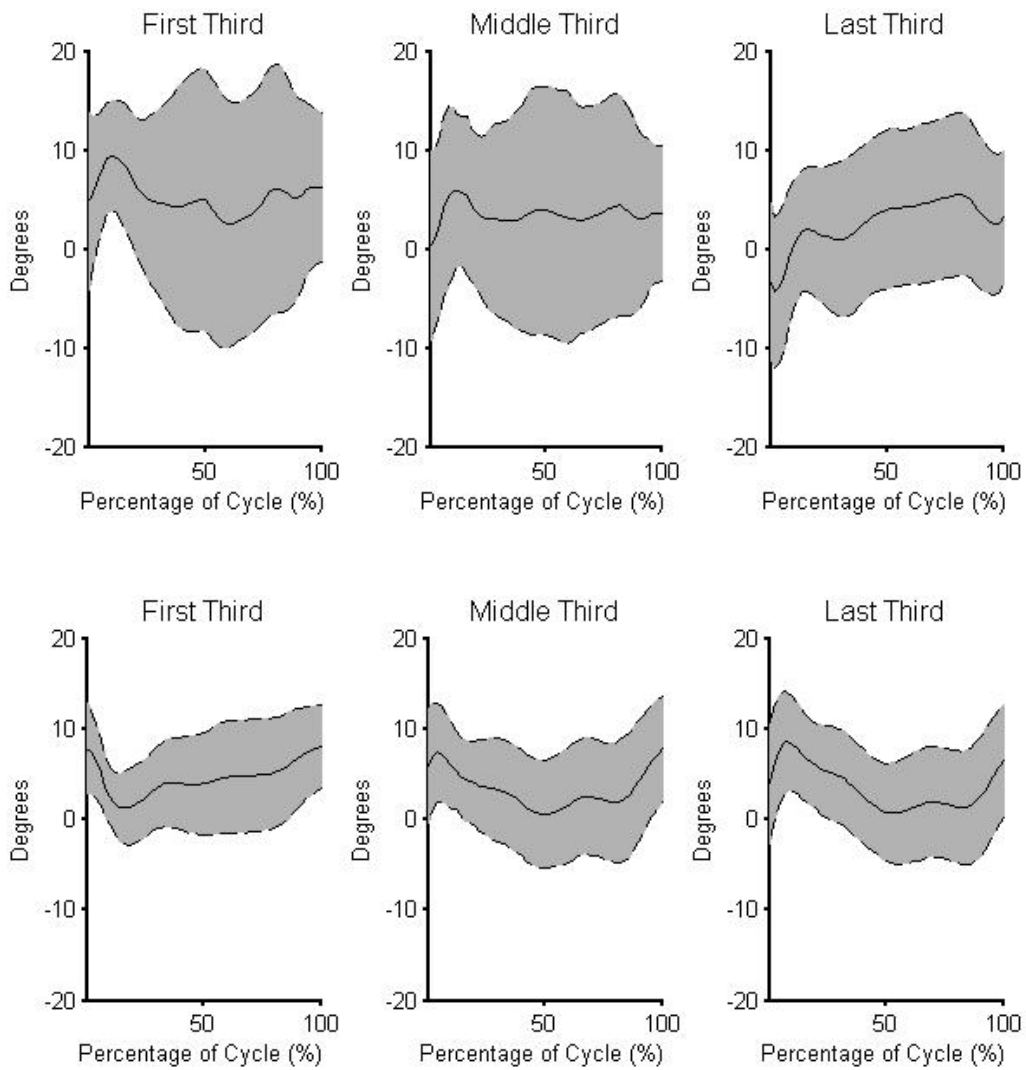 First Third Middle Third Last Third
20 20 20
10 10 10
0 0 0
-10 -10 -10
-20 -20 -20
Degrees Degrees Degrees
50 100 50 100 50 100
Percentage of Cycle (%) Percentage of Cycle (%) Percentage of Cycle (%)
First Third Middle Third Last Third
20 20 20
10 10 10
0 0 0
-10 -10 -10
-20 -20 -20
Degrees Degrees Degrees
50 100 50 100 50 100
Percentage of Cycle (%) Percentage of Cycle (%) Percentage of Cycle (%)